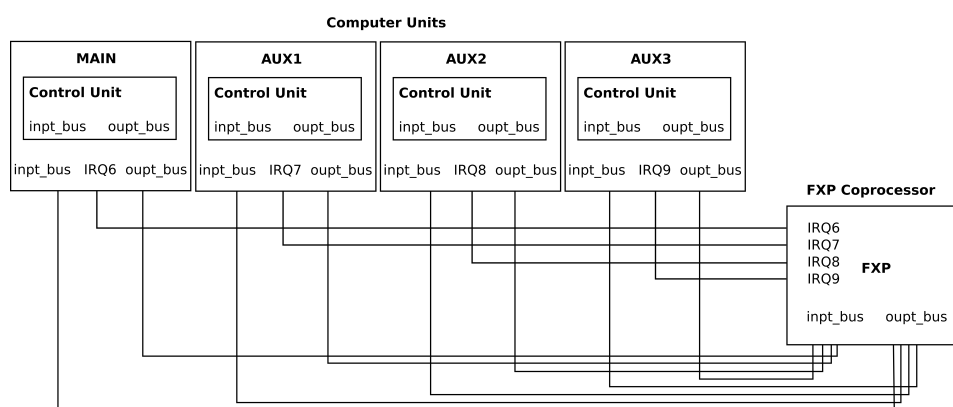 Computer Units
MAIN AUX1 AUX2 AUX3
Control Unit Control Unit Control Unit Control Unit
inpt_bus oupt_bus inpt_bus oupt_bus inpt_bus oupt_bus inpt_bus oupt_bus
inpt_bus IRQ6 oupt_bus inpt_bus IRQ7 oupt_bus inpt_bus IRQ8 oupt_bus inpt_bus IRQ9 oupt_bus
FXP Coprocessor
IRQ6
IRQ7
IRQ8
FXP
IRQ9
inpt_bus oupt_bus